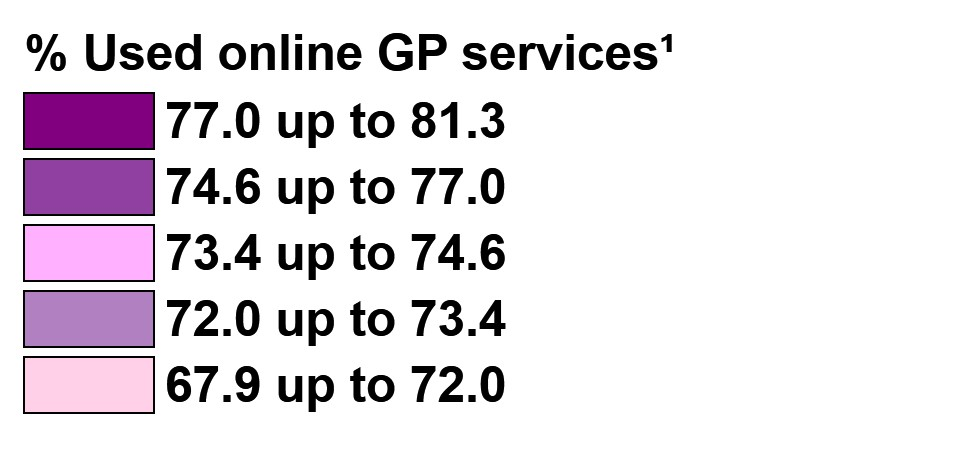 % Used online GP services¹
77.0 up to 81.3
74.6 up to 77.0
73.4 up to 74.6
72.0 up to 73.4
67.9 up to 72.0